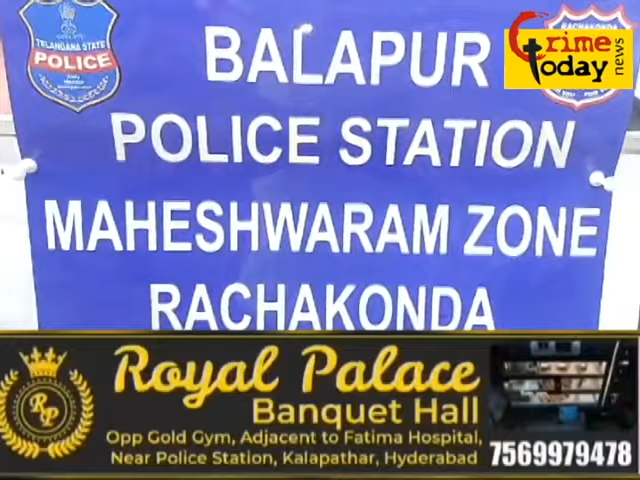 TELANGANA STATE
POLICE
BALAPUR
POLICE STATION
MAHESHWARAM ZONE
RACHAKONDA
RACHAKONDA
Crime
today news
RP
Royal Palace
Banquet Hall
Opp Gold Gym, Adjacent to Fatima Hospital,
Near Police Station, Kalapathar, Hyderabad
7569979478